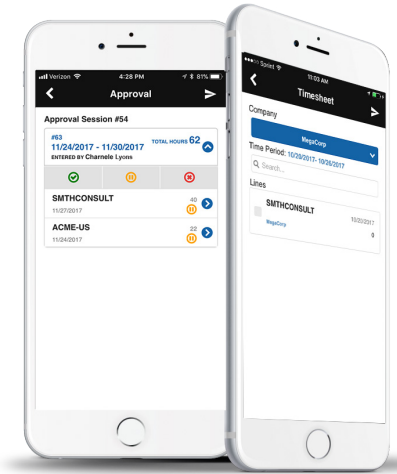 Verizon 4:28 PM 81%
Approval
Approval Session #54
#63
11/24/2017 - 11/30/2017 TOTAL HOURS 62
ENTERED BY Charnele Lyons
SMTHCONSULT 40
11/27/2017
ACME-US 22
11/24/2017
Sprint 11:03 AM
Timesheet
Company
MegaCorp
Time Period: 10/20/2017- 10/26/2017
Search...
Lines
SMTHCONSULT 10/20/2017
MegaCorp 0